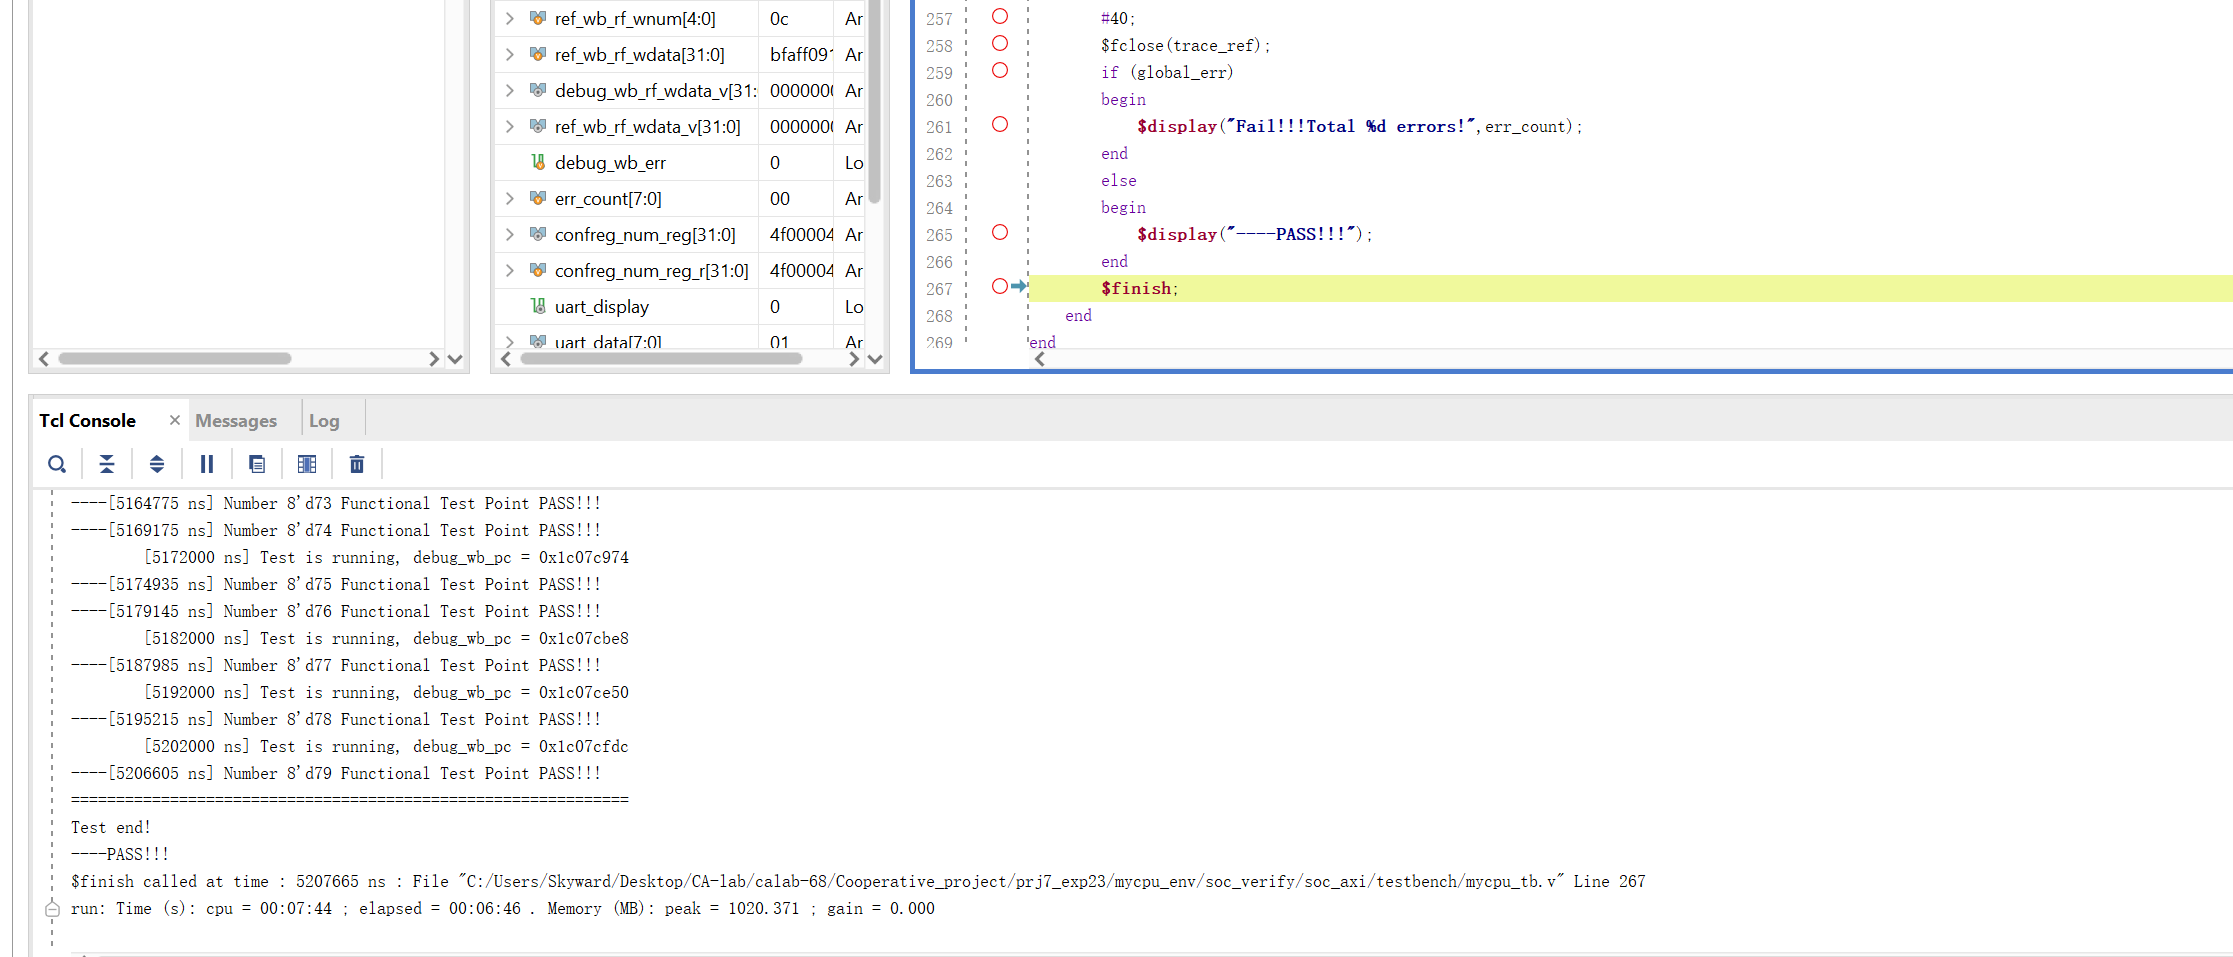 ref_wb_rf_wnum[4:0] 0c Ar
ref_wb_rf_wdata[31:0] bfaff091 Ar
debug_wb_rf_wdata_v[31: 0000000 Ar
ref_wb_rf_wdata_v[31:0] 0000000 Ar
debug_wb_err 0 Lo
err_count[7:0] 00 Ar
confreg_num_reg[31:0] 4f00004 Ar
confreg_num_reg_r[31:0] 4f00004 Ar
uart_display 0 Lo
uart_data[7:0] 01 Ar
257 #40;
258 $fclose(trace_ref);
259 if (global_err)
260 begin
261 $display("Fail!!!Total %d errors!",err_count);
262 end
263 else
264 begin
265 $display("----PASS!!!");
266 end
267 $finish;
268 end
269 end
Tcl Console × Messages Log
----[5164775 ns] Number 8'd73 Functional Test Point PASS!!!
----[5169175 ns] Number 8'd74 Functional Test Point PASS!!!
[5172000 ns] Test is running, debug_wb_pc = 0x1c07c974
----[5174935 ns] Number 8'd75 Functional Test Point PASS!!!
----[5179145 ns] Number 8'd76 Functional Test Point PASS!!!
[5182000 ns] Test is running, debug_wb_pc = 0x1c07cbe8
----[5187985 ns] Number 8'd77 Functional Test Point PASS!!!
[5192000 ns] Test is running, debug_wb_pc = 0x1c07ce50
----[5195215 ns] Number 8'd78 Functional Test Point PASS!!!
[5202000 ns] Test is running, debug_wb_pc = 0x1c07cfdc
----[5206605 ns] Number 8'd79 Functional Test Point PASS!!!
==============================================================
Test end!
----PASS!!!
$finish called at time : 5207665 ns : File "C:/Users/Skyward/Desktop/CA-lab/calab-68/Cooperative_project/prj7_exp23/mycpu_env/soc_verify/soc_axi/testbench/mycpu_tb.v" Line 267
run: Time (s): cpu = 00:07:44 ; elapsed = 00:06:46 . Memory (MB): peak = 1020.371 ; gain = 0.000